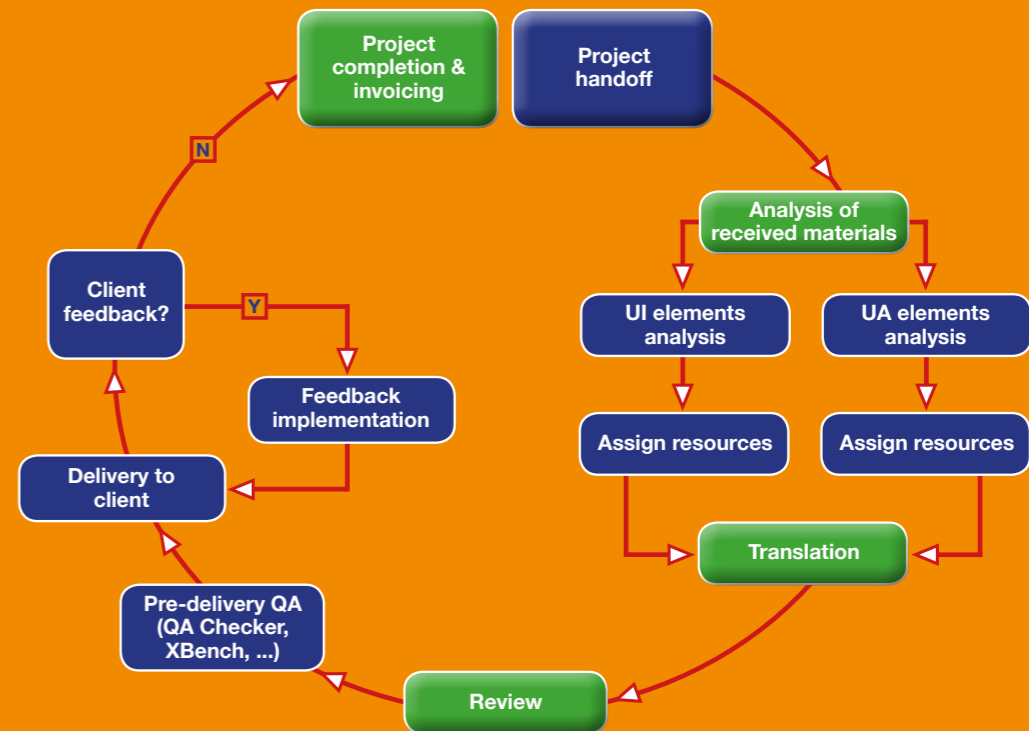 Project
completion &
invoicing
Project
handoff
Analysis of
received materials
UI elements
analysis
UA elements
analysis
Assign resources
Assign resources
Translation
Review
Pre-delivery QA
(QA Checker,
XBench, ...)
Delivery to
client
Client
feedback?
Y
Feedback
implementation
N